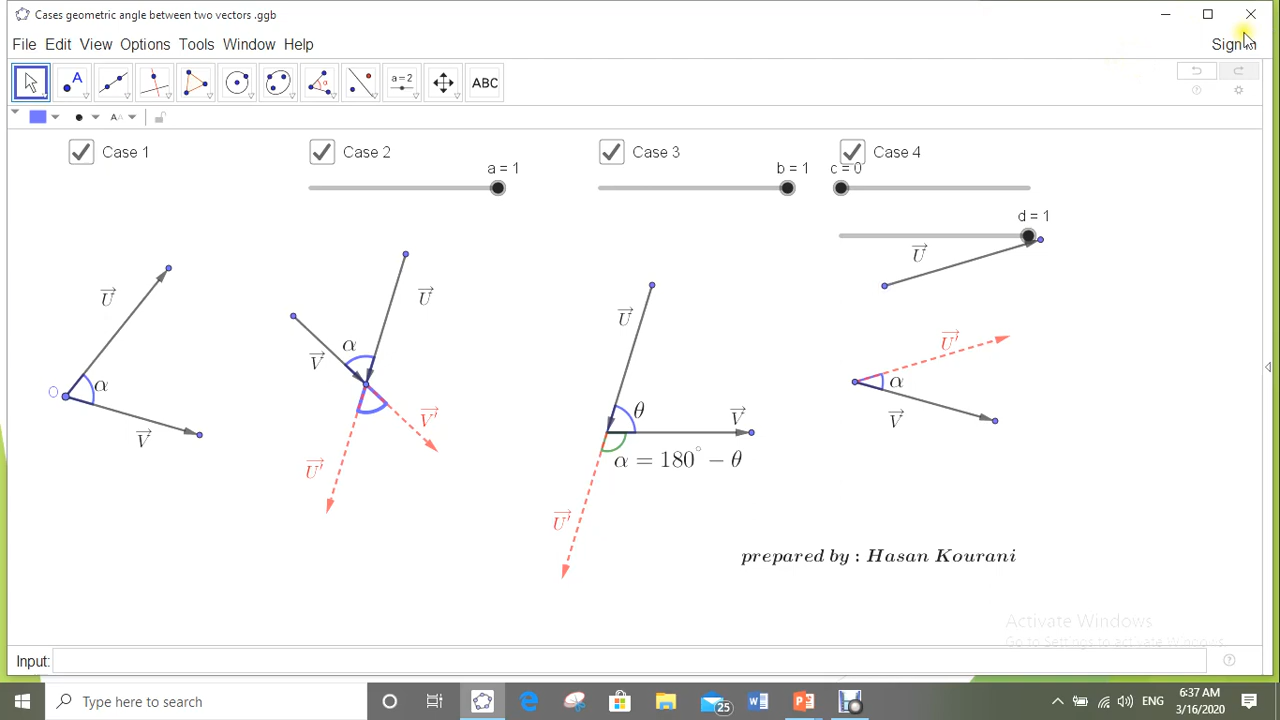 Cases geometric angle between two vectors .ggb
File Edit View Options Tools Window Help
Sign in
A
α
a=2
ABC
AA
Case 1
Case 2
Case 3
Case 4
a = 1
b = 1
c = 0
d = 1
U
V
O
α
U
V
α
V'
U'
U
θ
V
α = 180° − θ
U'
U
U'
α
V
prepared by : Hasan Kourani
Activate Windows
Go to Settings to activate Windows.
Input:
Type here to search
25
W
P
ENG
6:37 AM
3/16/2020